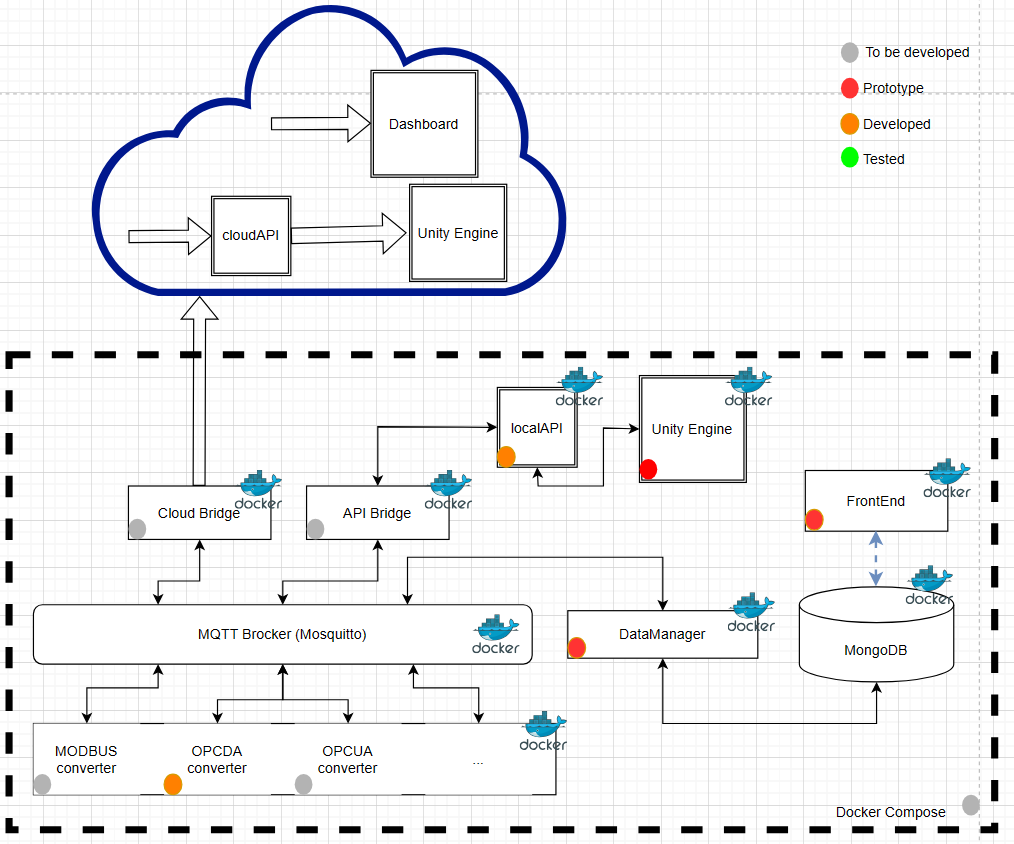 To be developed
Prototype
Developed
Tested
Dashboard
cloudAPI
Unity Engine
docker
docker
localAPI
Unity Engine
docker
docker
docker
Cloud Bridge
API Bridge
FrontEnd
docker
docker
docker
MQTT Brocker (Mosquitto)
DataManager
MongoDB
docker
MODBUS
converter
OPCDA
converter
OPCUA
converter
...
Docker Compose